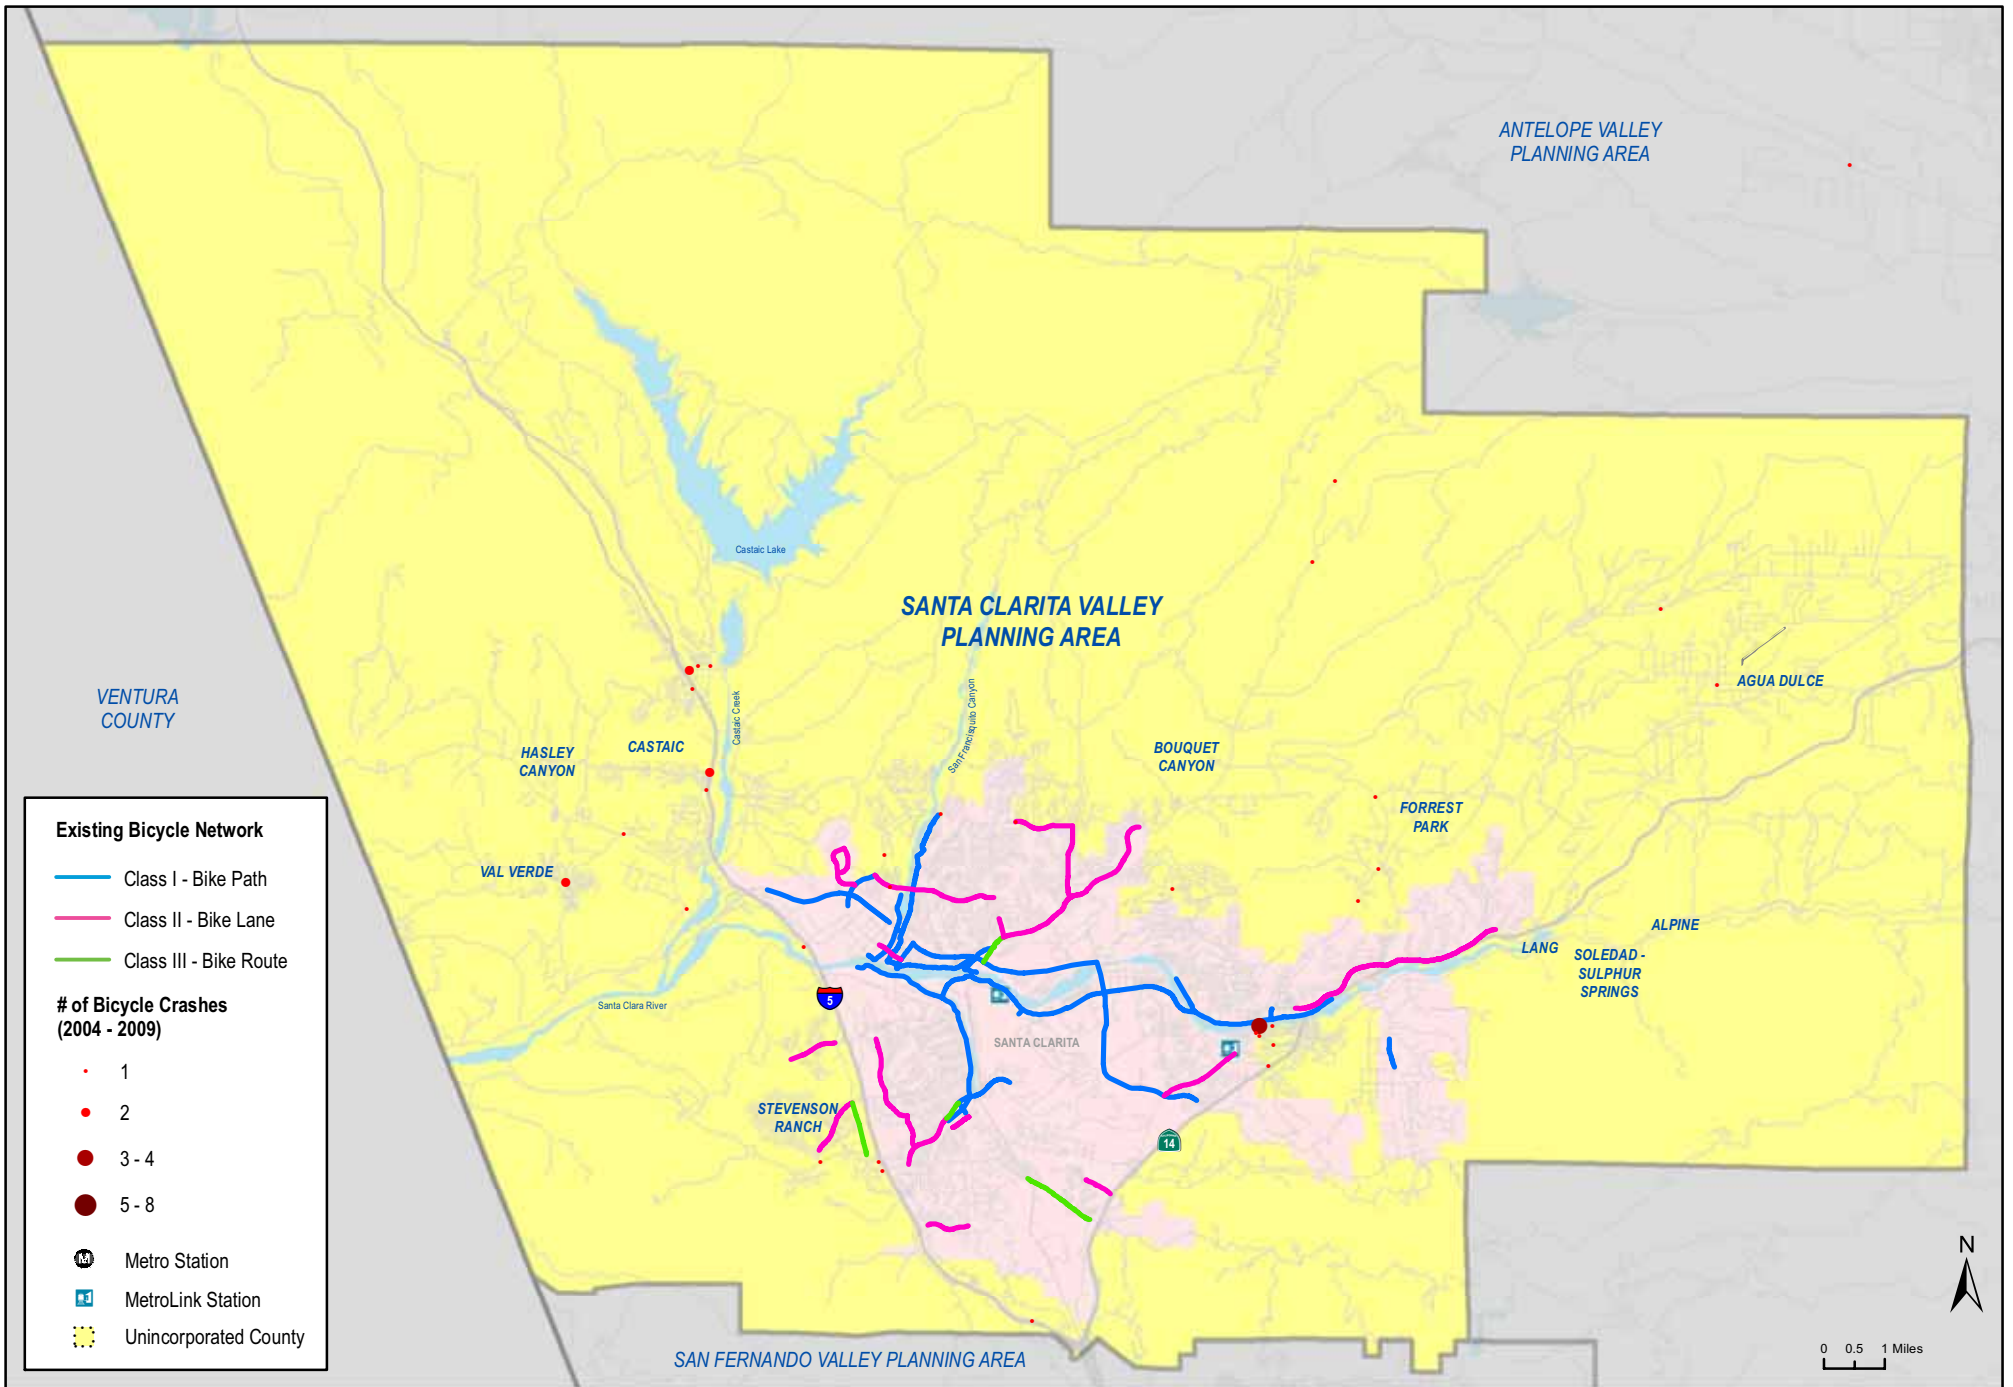 ANTELOPE VALLEY
PLANNING AREA
Castaic Lake
SANTA CLARITA VALLEY
PLANNING AREA
VENTURA
COUNTY
AGUA DULCE
Castaic Creek
San Francisquito Canyon
HASLEY
CANYON
CASTAIC
BOUQUET
CANYON
FORREST
PARK
VAL VERDE
ALPINE
LANG
SOLEDAD -
SULPHUR
SPRINGS
Santa Clara River
5
SANTA CLARITA
STEVENSON
RANCH
14
SAN FERNANDO VALLEY PLANNING AREA
Existing Bicycle Network
Class I - Bike Path
Class II - Bike Lane
Class III - Bike Route
# of Bicycle Crashes
(2004 - 2009)
1
2
3 - 4
5 - 8
M
Metro Station
MetroLink Station
Unincorporated County
N
0 0.5 1 Miles